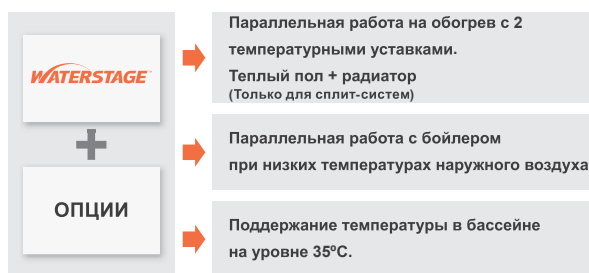 WATERSTAGE™
ОПЦИИ
Параллельная работа на обогрев с 2
температурными уставками.
Теплый пол + радиатор
(Только для сплит-систем)
Параллельная работа с бойлером
при низких температурах наружного воздуха
Поддержание температуры в бассейне
на уровне 35ºС.